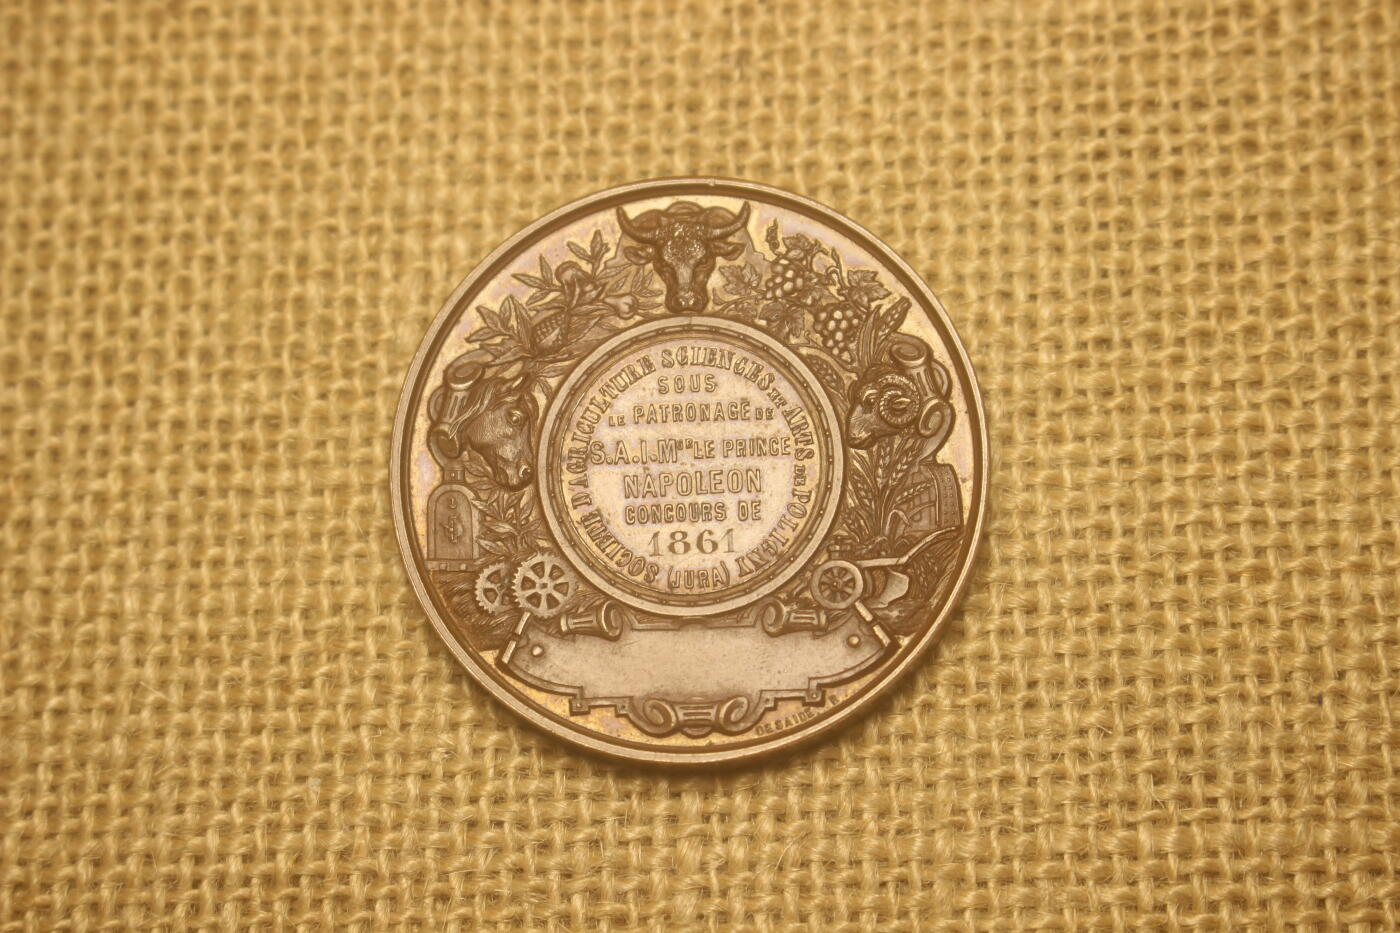 SOCIÉTÉ D'AGRICULTURE SCIENCES ET ARTS DE POLIGNY
(JURA)
SOUS
LE PATRONAGE DE
S.A.I. MGR LE PRINCE
NAPOLEON
CONCOURS DE
1861